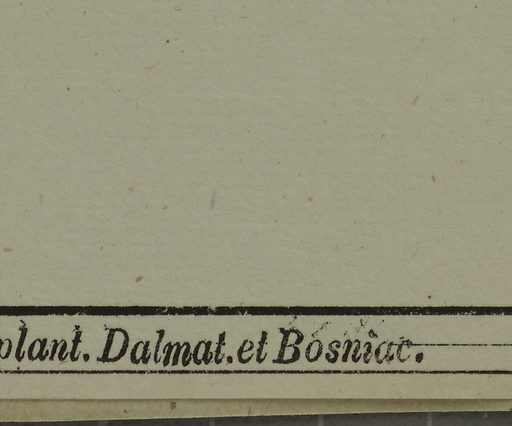 plant. Dalmat. et Bosniac.